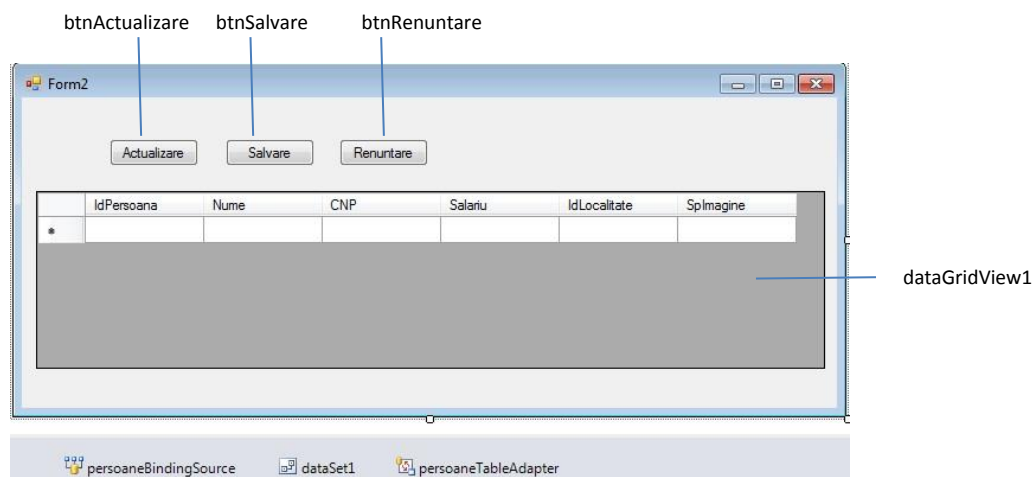 btnActualizare btnSalvare btnRenuntare
Form2
Actualizare Salvare Renuntare
IdPersoana Nume CNP Salariu IdLocalitate SpImagine
dataGridView1
persoaneBindingSource dataSet1 persoaneTableAdapter